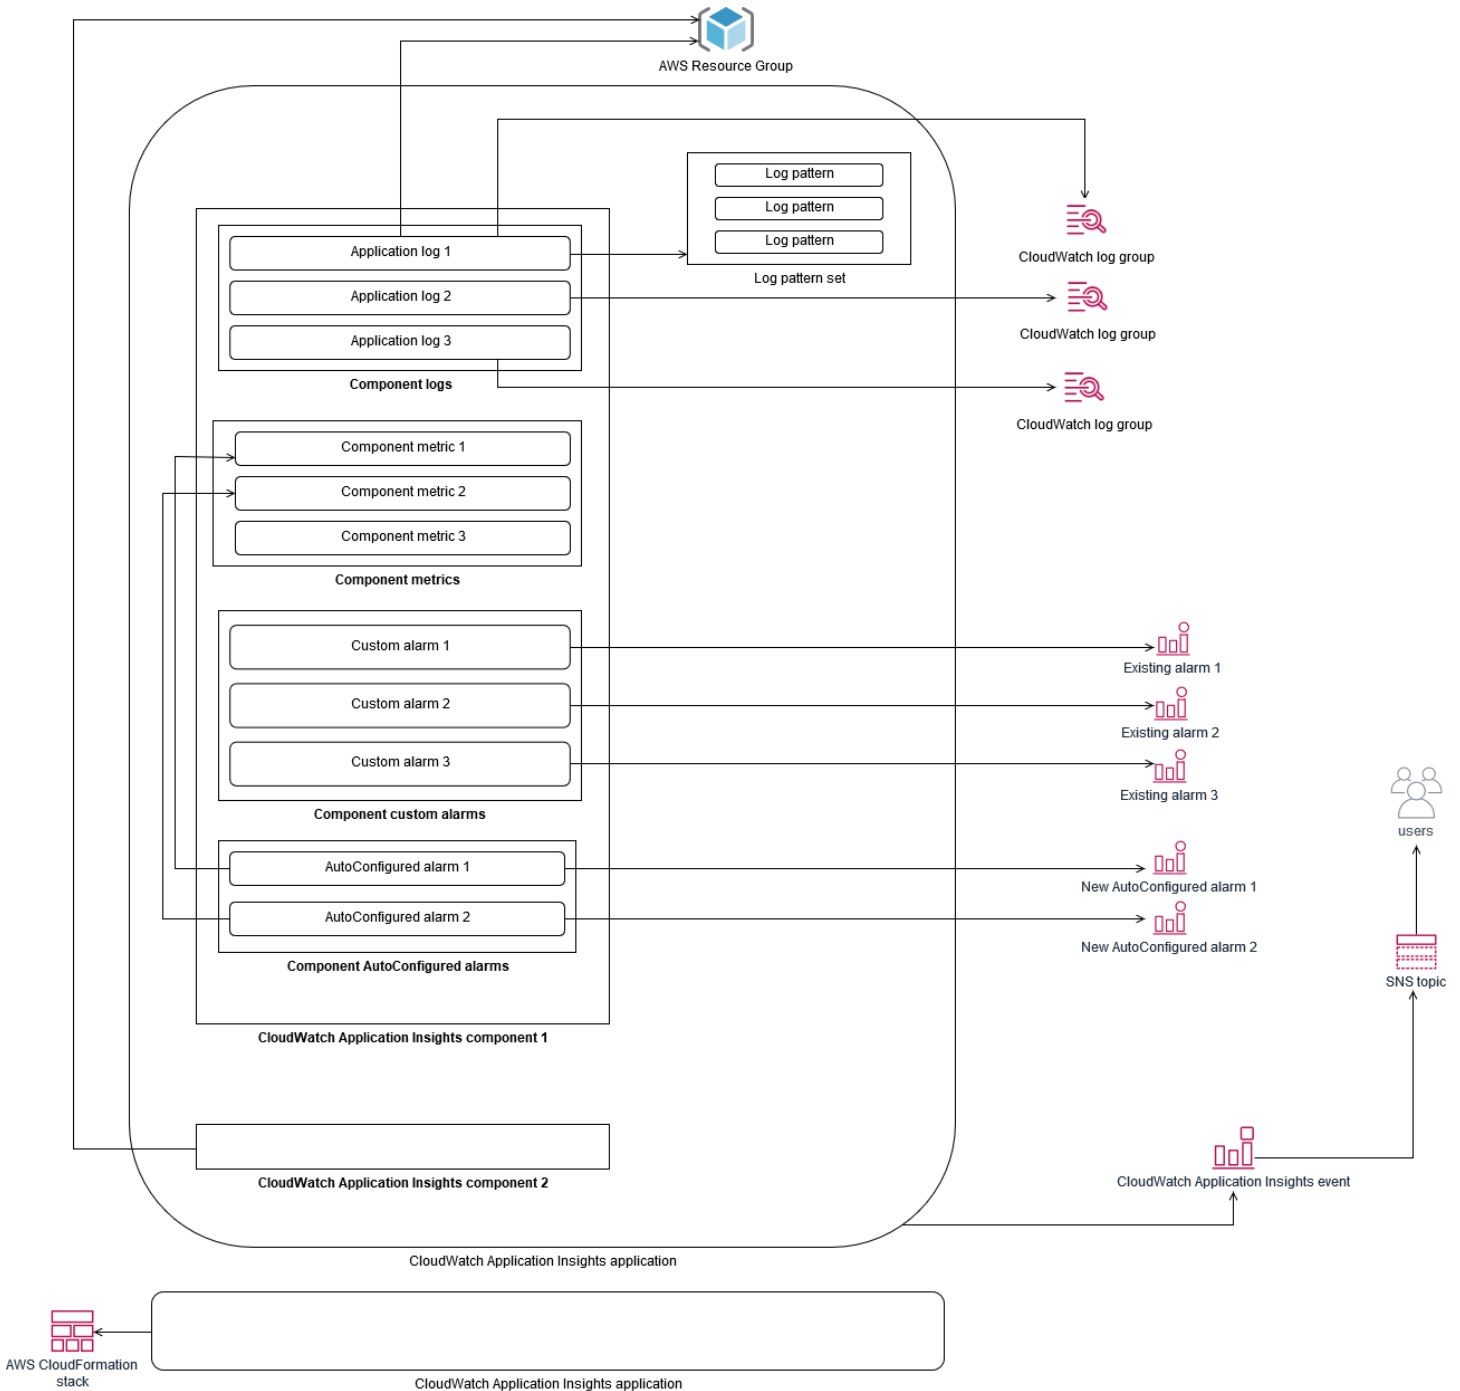 AWS Resource Group
Log pattern
Log pattern
Log pattern
Log pattern set
Application log 1
Application log 2
Application log 3
Component logs
CloudWatch log group
CloudWatch log group
CloudWatch log group
Component metric 1
Component metric 2
Component metric 3
Component metrics
Custom alarm 1
Custom alarm 2
Custom alarm 3
Component custom alarms
Existing alarm 1
Existing alarm 2
Existing alarm 3
users
AutoConfigured alarm 1
AutoConfigured alarm 2
Component AutoConfigured alarms
New AutoConfigured alarm 1
New AutoConfigured alarm 2
SNS topic
CloudWatch Application Insights component 1
CloudWatch Application Insights component 2
CloudWatch Application Insights event
CloudWatch Application Insights application
AWS CloudFormation
stack
CloudWatch Application Insights application